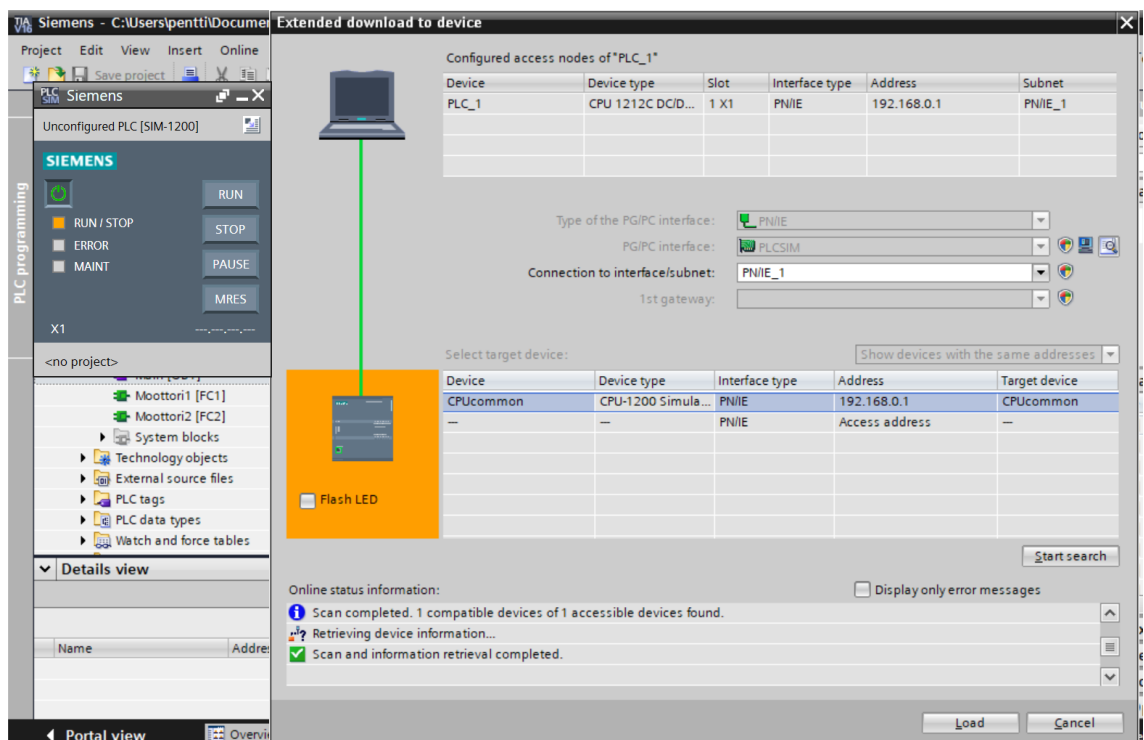 TIA
V16
Siemens - C:\Users\pentti\Documen
Project Edit View Insert Online
Save project
PLC
SIM
Siemens
Unconfigured PLC [SIM-1200]
SIEMENS
RUN
RUN / STOP
STOP
ERROR
MAINT
PAUSE
MRES
X1
---.---.---.---
<no project>
PLC programming
Main [OB1]
Moottori1 [FC1]
Moottori2 [FC2]
System blocks
Technology objects
External source files
PLC tags
PLC data types
Watch and force tables
Details view
Name Addre
Portal view
Overvi
Extended download to device
Configured access nodes of "PLC_1"
Device Device type Slot Interface type Address Subnet
PLC_1 CPU 1212C DC/D... 1 X1 PN/IE 192.168.0.1 PN/IE_1
Type of the PG/PC interface: PN/IE
PG/PC interface: PLCSIM
Connection to interface/subnet: PN/IE_1
1st gateway:
Select target device: Show devices with the same addresses
Device Device type Interface type Address Target device
CPUcommon CPU-1200 Simula... PN/IE 192.168.0.1 CPUcommon
— — PN/IE Access address —
Flash LED
Start search
Online status information: Display only error messages
Scan completed. 1 compatible devices of 1 accessible devices found.
Retrieving device information...
Scan and information retrieval completed.
Load Cancel